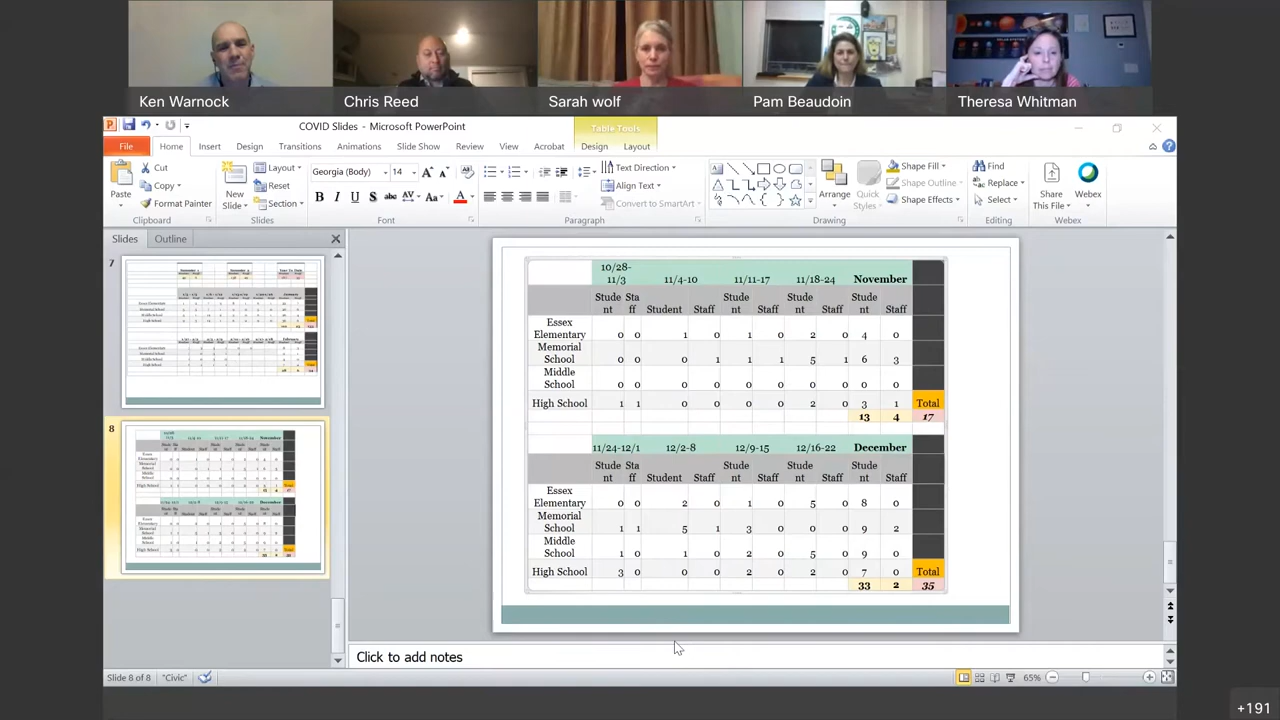 Ken Warnock
Chris Reed
Sarah wolf
Pam Beaudoin
Theresa Whitman
COVID Slides - Microsoft PowerPoint
Table Tools
File Home Insert Design Transitions Animations Slide Show Review View Acrobat Design Layout
Cut
Copy
Format Painter
Paste
Clipboard
New
Slide
Layout
Reset
Section
Slides
Georgia (Body) 14
Font
Text Direction
Align Text
Convert to SmartArt
Paragraph
Arrange
Quick
Styles
Shape Fill
Shape Outline
Shape Effects
Drawing
Find
Replace
Select
Editing
Share
This File
Webex
Webex
Slides Outline
7
8
10/28-
11/3 11/4-10 11/11-17 11/18-24 November
Stude Sta Stude Stude Stude
nt ff Student Staff nt Staff nt Staff nt Staff
Essex
Elementary 0 0 1 0 1 0 2 0 4 0
Memorial
School 0 0 0 1 1 1 5 1 6 3
Middle
School 0 0 0 0 0 0 0 0 0 0
High School 1 1 0 0 0 0 2 0 3 1 Total
13 4 17
11/24-12/1 12/2-8 12/9-15 12/16-22 December
Stude Sta Stude Stude Stude
nt ff Student Staff nt Staff nt Staff nt Staff
Essex
Elementary 0 0 2 0 1 0 5 0 8 0
Memorial
School 1 1 5 1 3 0 0 0 9 2
Middle
School 1 0 1 0 2 0 5 0 9 0
High School 3 0 0 0 2 0 2 0 7 0 Total
33 2 35
Click to add notes
Slide 8 of 8 "Civic" 65%
+191